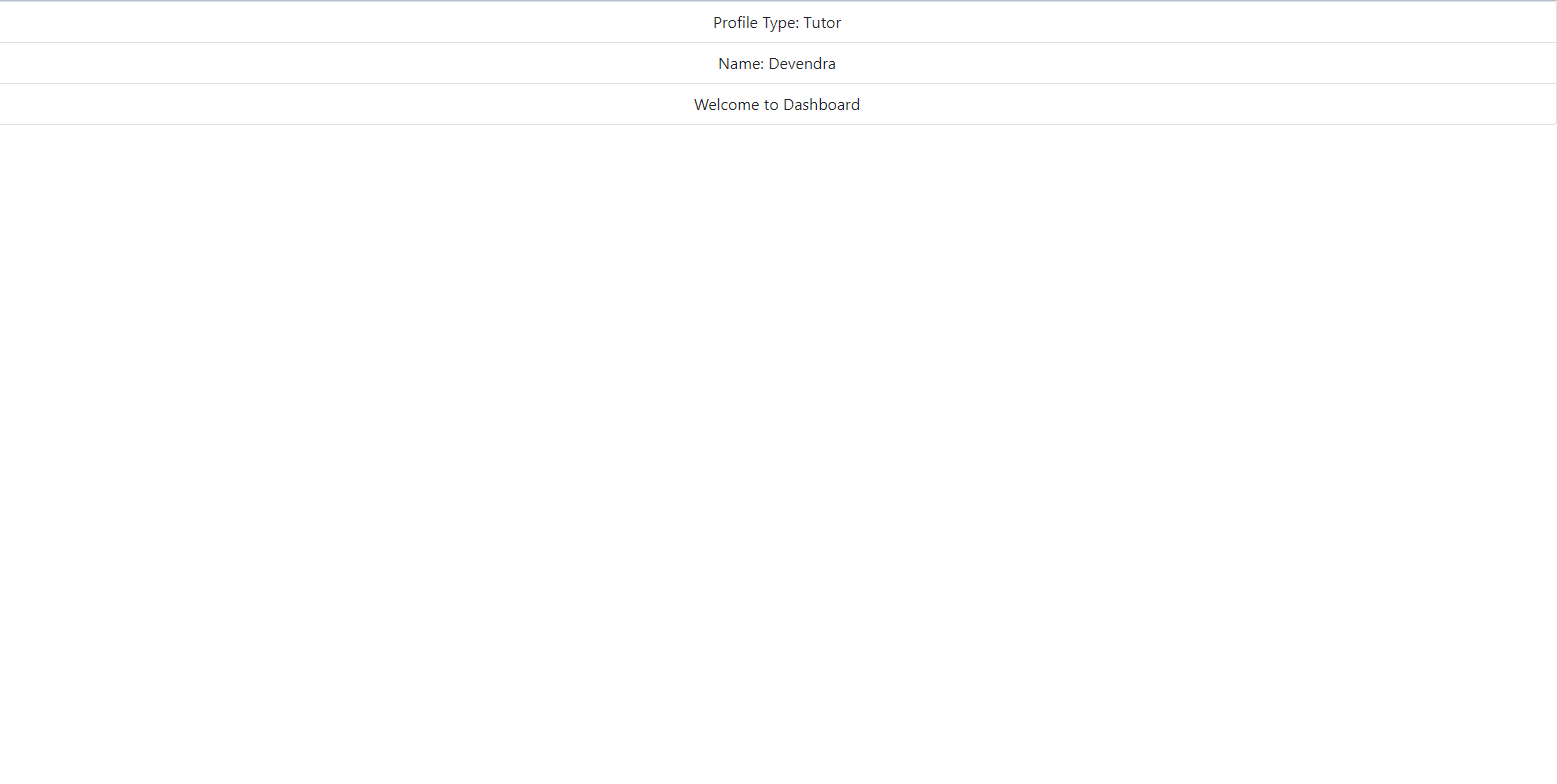 Profile Type: Tutor
Name: Devendra
Welcome to Dashboard